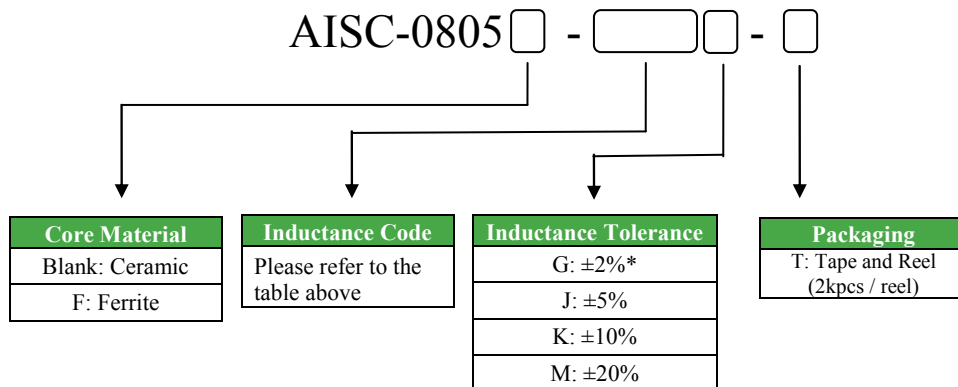 AISC-0805 - -
Core Material
Blank: Ceramic
F: Ferrite
Inductance Code
Please refer to the
table above
Inductance Tolerance
G: ±2%*
J: ±5%
K: ±10%
M: ±20%
Packaging
T: Tape and Reel
(2kpcs / reel)